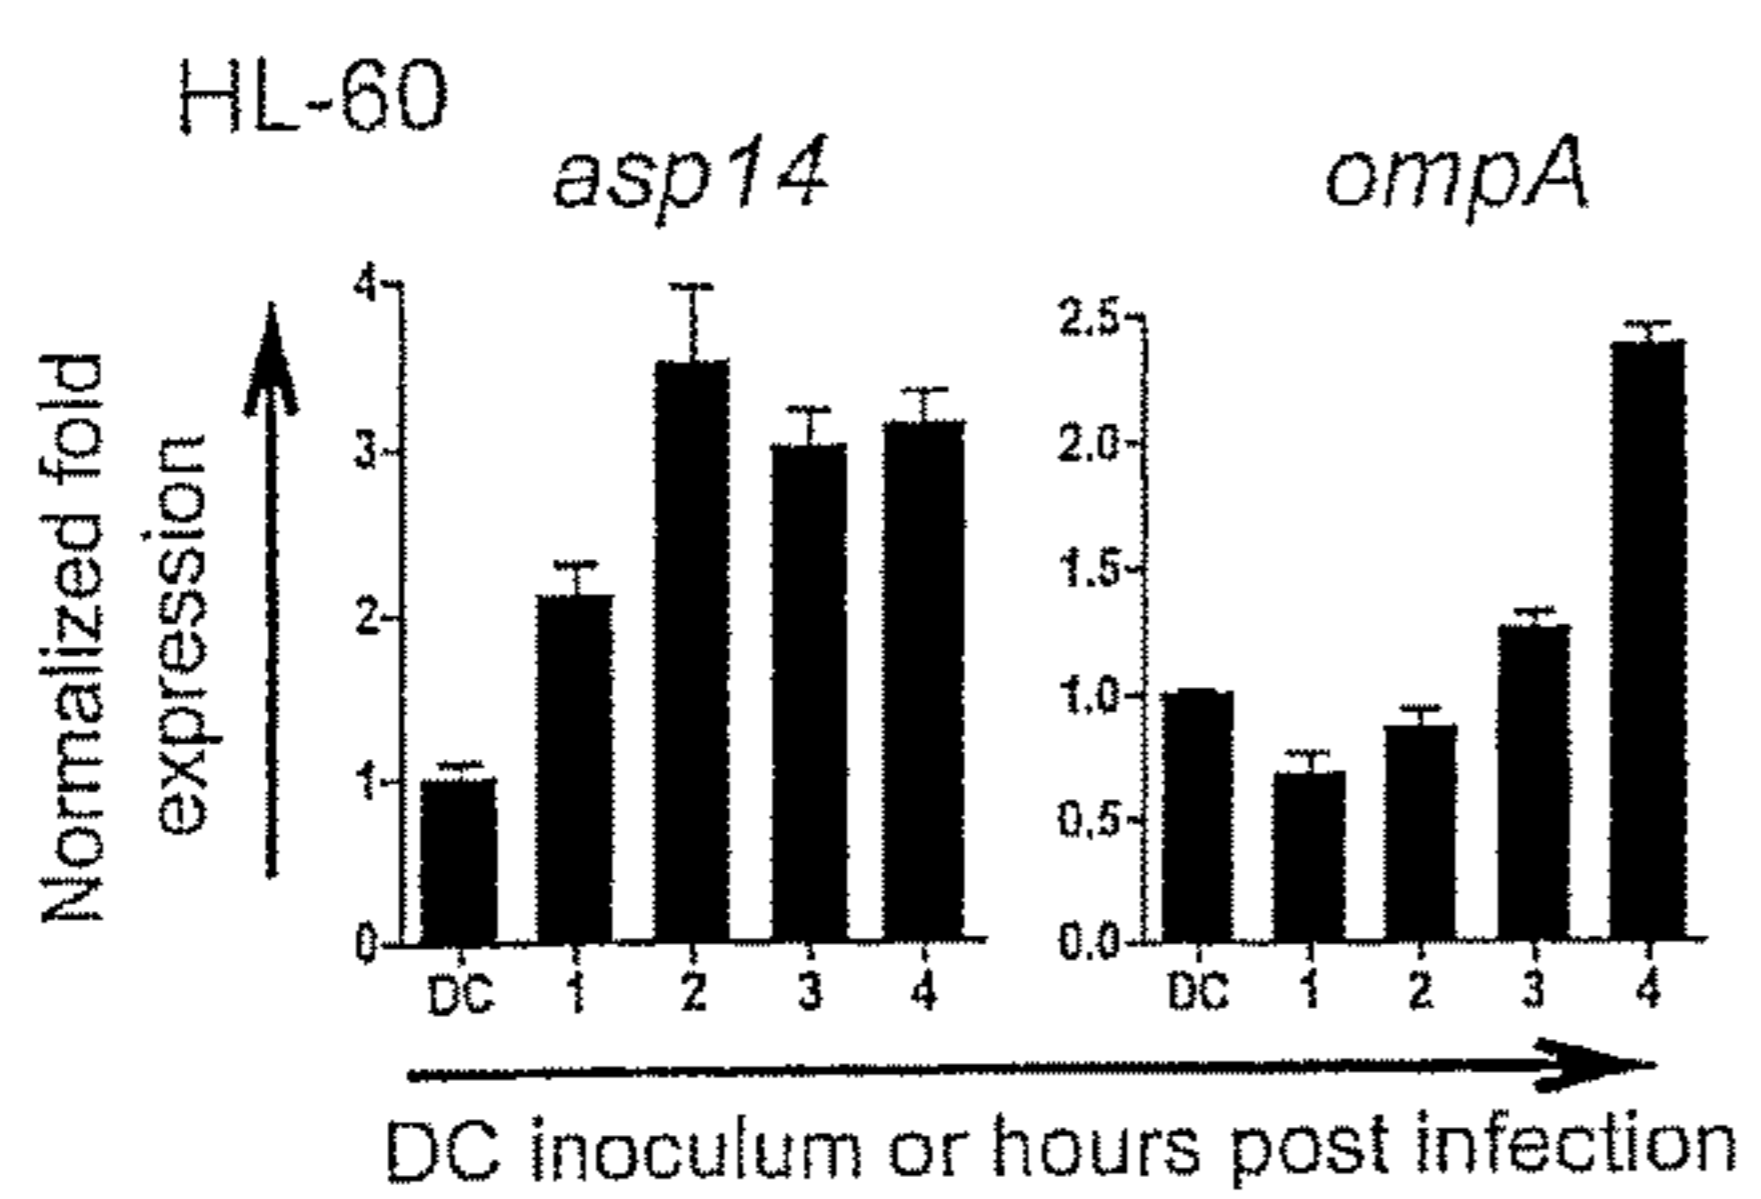 HL-60
asp14
ompA
Normalized fold
expression
4
3
2
1
0
DC 1 2 3 4
2.5
2.0
1.5
1.0
0.5
0.0
DC 1 2 3 4
DC inoculum or hours post infection